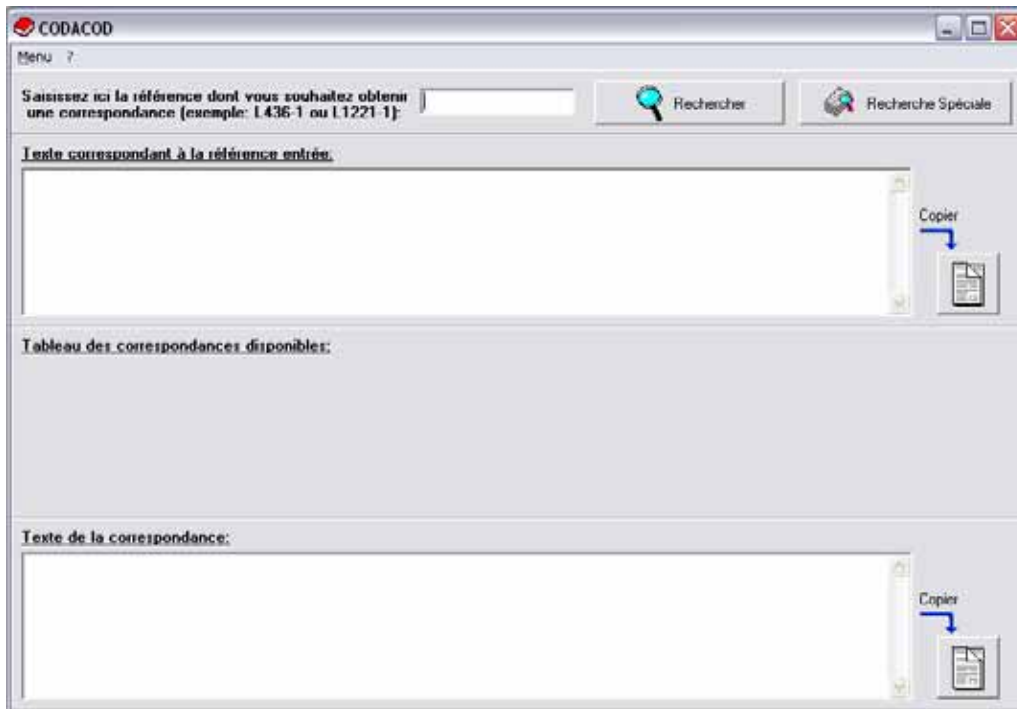 CODACOD
Menu ?
Saisissez ici la référence dont vous souhaitez obtenir
une correspondance (exemple: L436-1 ou L1221-1):
Rechercher
Recherche Spéciale
Texte correspondant à la référence entrée:
Copier
Tableau des correspondances disponibles:
Texte de la correspondance:
Copier